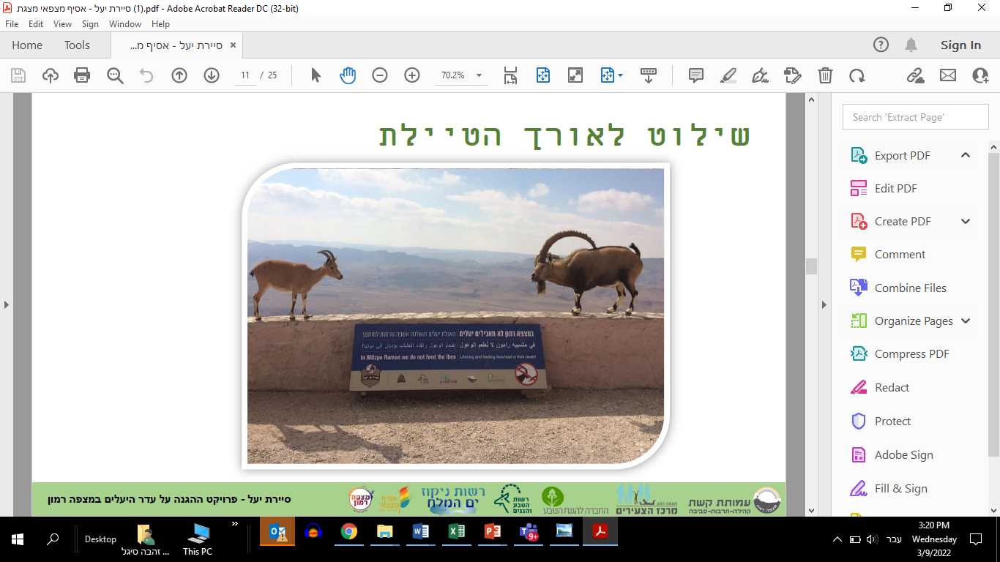 סיירת יעל - אסיף מצפאי מצגת (1).pdf - Adobe Acrobat Reader DC (32-bit)
File Edit View Sign Window Help
Home Tools סיירת יעל - אסיף מ... × Sign In
11 / 25 70.2%
Search 'Extract Page'
שילוט לאורך הטיילת
Export PDF
Edit PDF
Create PDF
Comment
Combine Files
Organize Pages
Compress PDF
Redact
Protect
Adobe Sign
Fill & Sign
במצפה רמון לא מאכילים יעלים | האכלת יעלים והשלכת אשפה גורמות למותם!
في متسبيه رامون لا نُطعم الوعول | إطعام الوعول وإلقاء النفايات يؤديان إلى موتها!
In Mitzpe Ramon we do not feed the ibex | Littering and feeding ibex lead to their death!
סיירת יעל - פרויקט ההגנה על עדר היעלים במצפה רמון
מצפה רמון
אסיף מצפאי
רשות ניקוז ים המלח
רשות הטבע והגנים
החברה להגנת הטבע
מצפה רמון
מרכז הצעירים
עמותת קשת
קהילה-תרבות-סביבה
Desktop
זהבה סיגל ...
This PC
9+
עבר
3:20 PM
Wednesday
3/9/2022